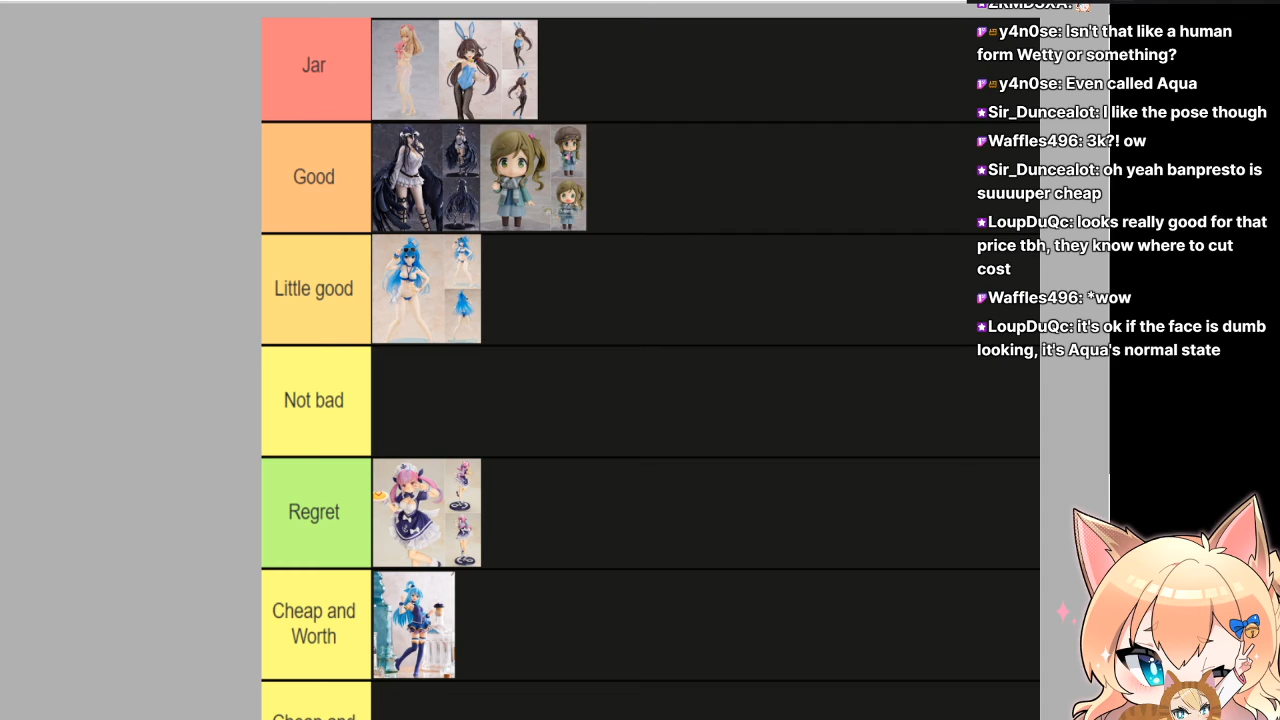 Jar
Good
Little good
Not bad
Regret
Cheap and
Worth
Cheap and
ZRMDSXA:
y4n0se: Isn't that like a human
form Wetty or something?
y4n0se: Even called Aqua
Sir_Duncealot: I like the pose though
Waffles496: 3k?! ow
Sir_Duncealot: oh yeah banpresto is
suuuuper cheap
LoupDuQc: looks really good for that
price tbh, they know where to cut
cost
Waffles496: *wow
LoupDuQc: it's ok if the face is dumb
looking, it's Aqua's normal state